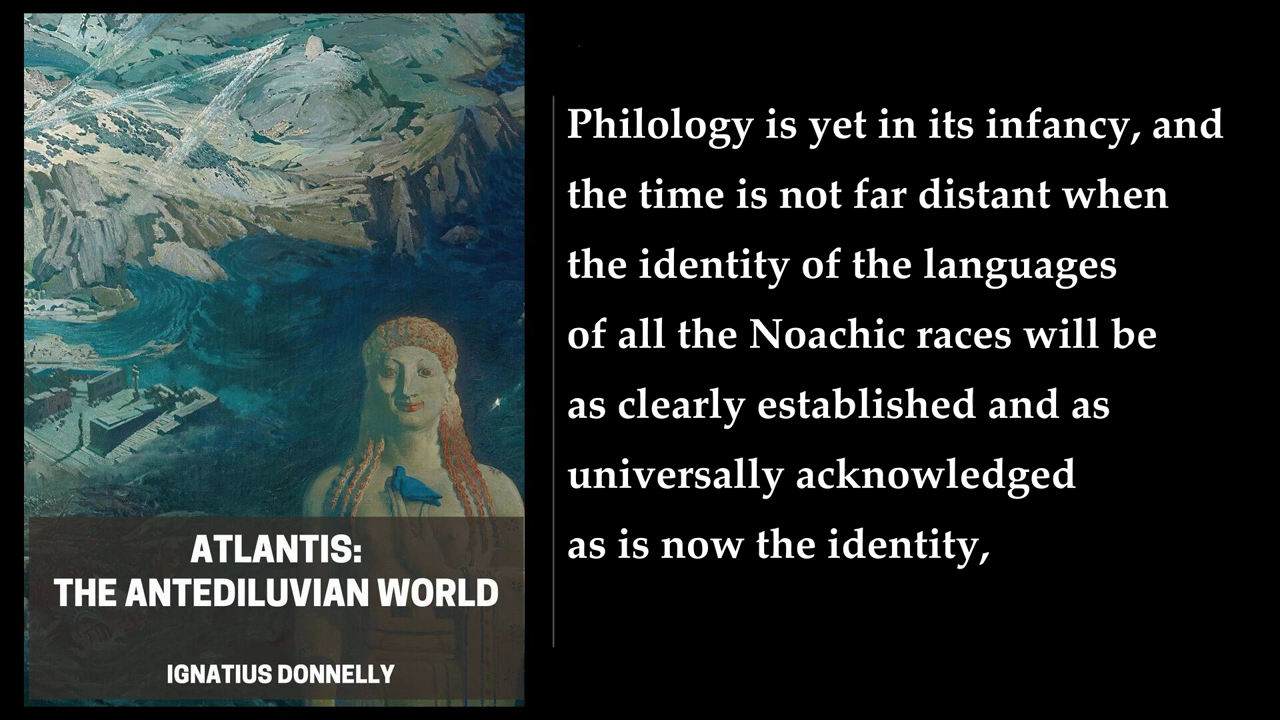 ATLANTIS:
THE ANTEDILUVIAN WORLD
IGNATIUS DONNELLY
Philology is yet in its infancy, and
the time is not far distant when
the identity of the languages
of all the Noachic races will be
as clearly established and as
universally acknowledged
as is now the identity,